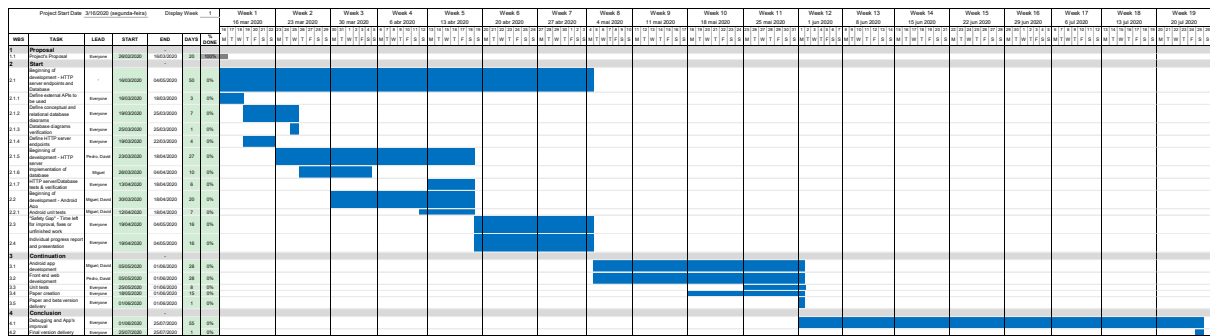 Project Start Date 3/16/2020 (segunda-feira) Display Week 1
Week 1 Week 2 Week 3 Week 4 Week 5 Week 6 Week 7 Week 8 Week 9 Week 10 Week 11 Week 12 Week 13 Week 14 Week 15 Week 16 Week 17 Week 18 Week 19
16 mar 2020 23 mar 2020 30 mar 2020 6 abr 2020 13 abr 2020 20 abr 2020 27 abr 2020 4 mai 2020 11 mai 2020 18 mai 2020 25 mai 2020 1 jun 2020 8 jun 2020 15 jun 2020 22 jun 2020 29 jun 2020 6 jul 2020 13 jul 2020 20 jul 2020
WBS TASK LEAD START END DAYS % DONE
1 Proposal -
1.1 Project's Proposal Everyone 26/02/2020 16/03/2020 20 100%
2 Start -
2.1 Beginning of development - HTTP server endpoints and Database - 16/03/2020 04/05/2020 50 0%
2.1.1 Define external APIs to be used Everyone 16/03/2020 18/03/2020 3 0%
2.1.2 Define conceptual and relational database diagrams Everyone 19/03/2020 25/03/2020 7 0%
2.1.3 Database diagrams verification Everyone 25/03/2020 25/03/2020 1 0%
2.1.4 Define HTTP server endpoints Everyone 19/03/2020 22/03/2020 4 0%
2.1.5 Beginning of development - HTTP server Pedro, David 23/03/2020 18/04/2020 27 0%
2.1.6 Implementation of database Miguel 26/03/2020 04/04/2020 10 0%
2.1.7 HTTP server/Database tests & verification Everyone 13/04/2020 18/04/2020 6 0%
2.2 Beginning of development - Android App Miguel, David 30/03/2020 18/04/2020 20 0%
2.2.1 Android unit tests Miguel, David 12/04/2020 18/04/2020 7 0%
2.3 "Safety Gap" - Time left for improval, fixes or unfinished work Everyone 19/04/2020 04/05/2020 16 0%
2.4 Individual progress report and presentation Everyone 19/04/2020 04/05/2020 16 0%
3 Continuation -
3.1 Android app development Miguel, David 05/05/2020 01/06/2020 28 0%
3.2 Front-end web development Pedro, David 05/05/2020 01/06/2020 28 0%
3.3 Unit tests Everyone 25/05/2020 01/06/2020 8 0%
3.4 Paper creation Everyone 18/05/2020 01/06/2020 15 0%
3.5 Paper and beta version delivery Everyone 01/06/2020 01/06/2020 1 0%
4 Conclusion -
4.1 Debugging and App's improval Everyone 01/06/2020 25/07/2020 55 0%
4.2 Final version delivery Everyone 25/07/2020 25/07/2020 1 0%